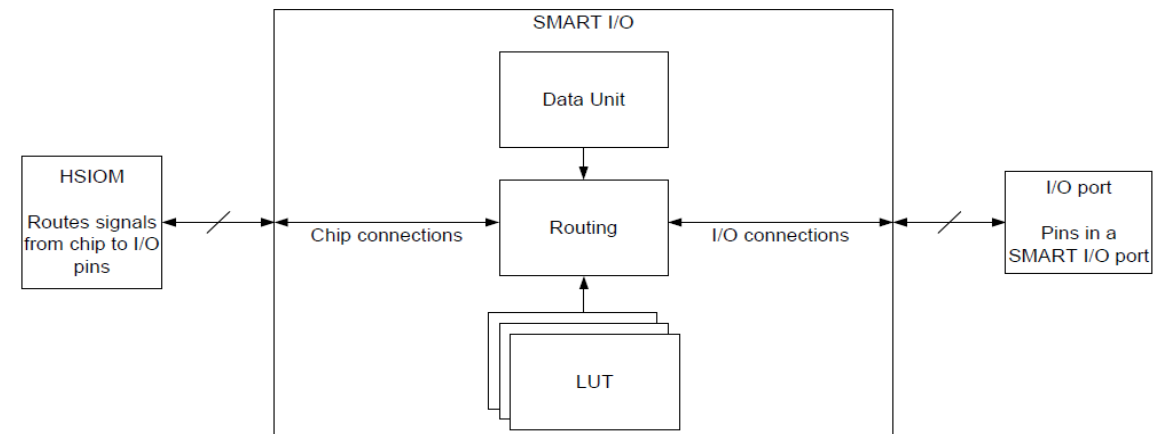 SMART I/O
Data Unit
HSIOM
Routes signals
from chip to I/O
pins
Chip connections
Routing
I/O connections
I/O port
Pins in a
SMART I/O port
LUT